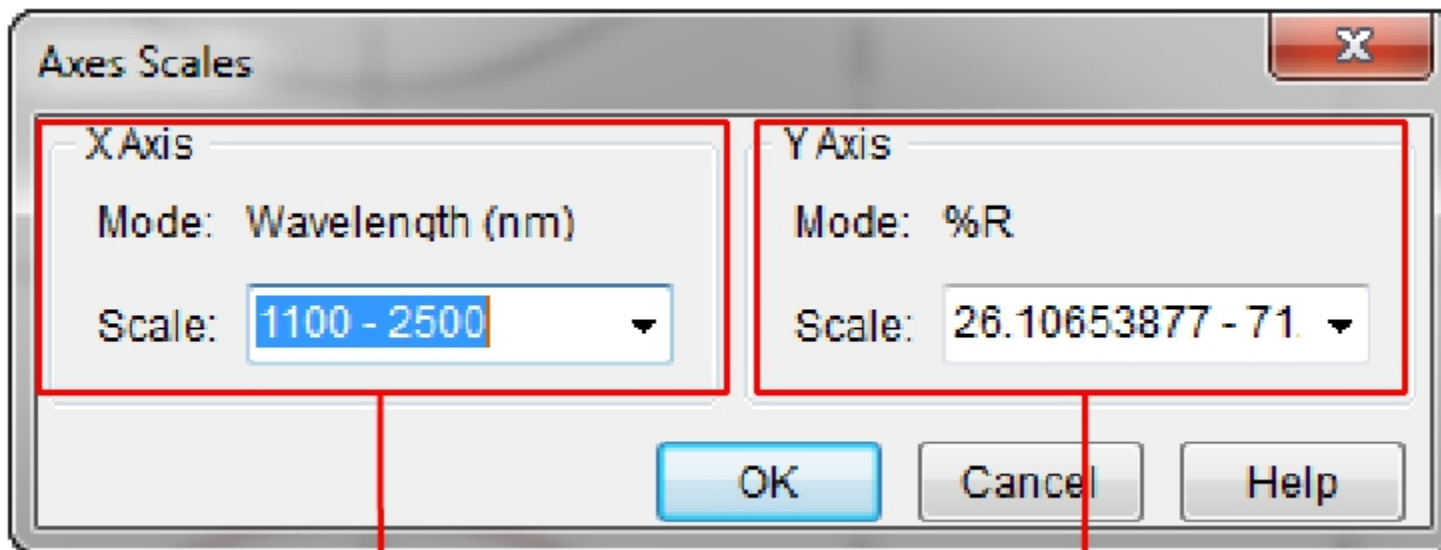 Axes Scales
X Axis
Mode: Wavelength (nm)
Scale: 1100 - 2500
Y Axis
Mode: %R
Scale: 26.10653877 - 71.
OK Cancel Help